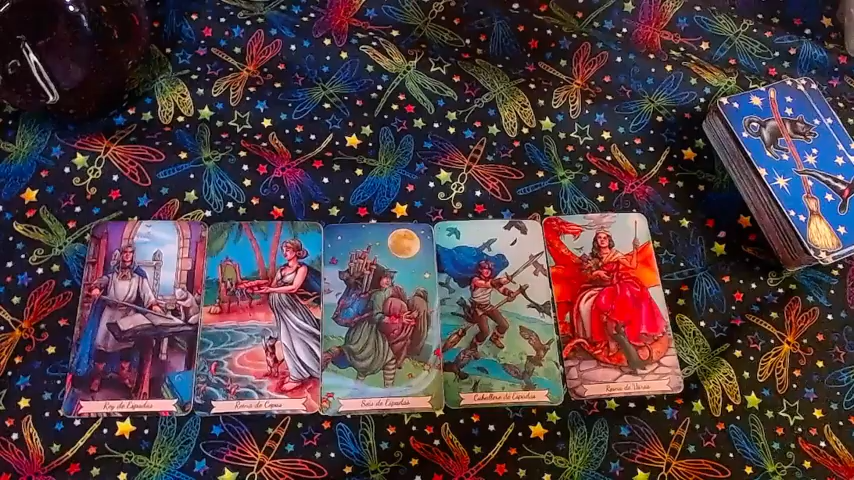 Rey de Espadas
Reina de Copas
Seis de Espadas
Caballero de Espadas
Reina de Varas